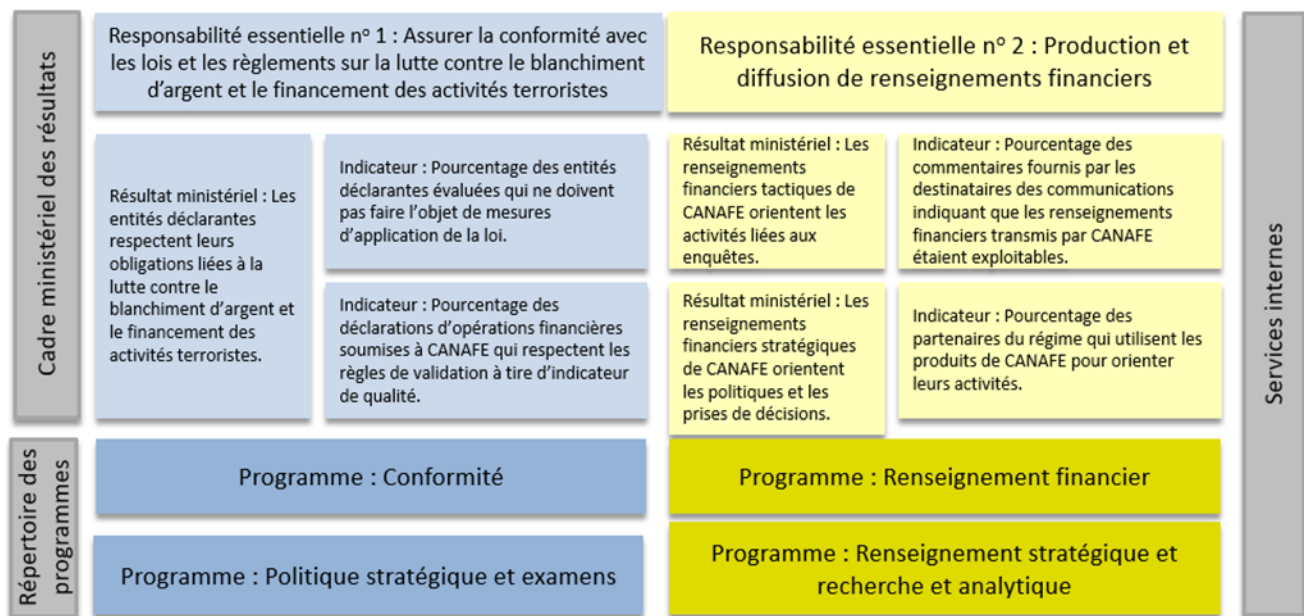 Cadre ministériel des résultats
Responsabilité essentielle nº 1 : Assurer la conformité avec
les lois et les règlements sur la lutte contre le blanchiment
d’argent et le financement des activités terroristes
Résultat ministériel : Les
entités déclarantes
respectent leurs
obligations liées à la
lutte contre le
blanchiment d’argent et
le financement des
activités terroristes.
Indicateur : Pourcentage des entités
déclarantes évaluées qui ne doivent
pas faire l’objet de mesures
d’application de la loi.
Indicateur : Pourcentage des
déclarations d’opérations financières
soumises à CANAFE qui respectent les
règles de validation à tire d’indicateur
de qualité.
Responsabilité essentielle nº 2 : Production et
diffusion de renseignements financiers
Résultat ministériel : Les
renseignements
financiers tactiques de
CANAFE orientent les
activités liées aux
enquêtes.
Indicateur : Pourcentage des
commentaires fournis par les
destinataires des communications
indiquant que les renseignements
financiers transmis par CANAFE
étaient exploitables.
Résultat ministériel : Les
renseignements
financiers stratégiques
de CANAFE orientent
les politiques et les
prises de décisions.
Indicateur : Pourcentage des
partenaires du régime qui utilisent les
produits de CANAFE pour orienter
leurs activités.
Répertoire des
programmes
Programme : Conformité
Programme : Politique stratégique et examens
Programme : Renseignement financier
Programme : Renseignement stratégique et
recherche et analytique
Services internes